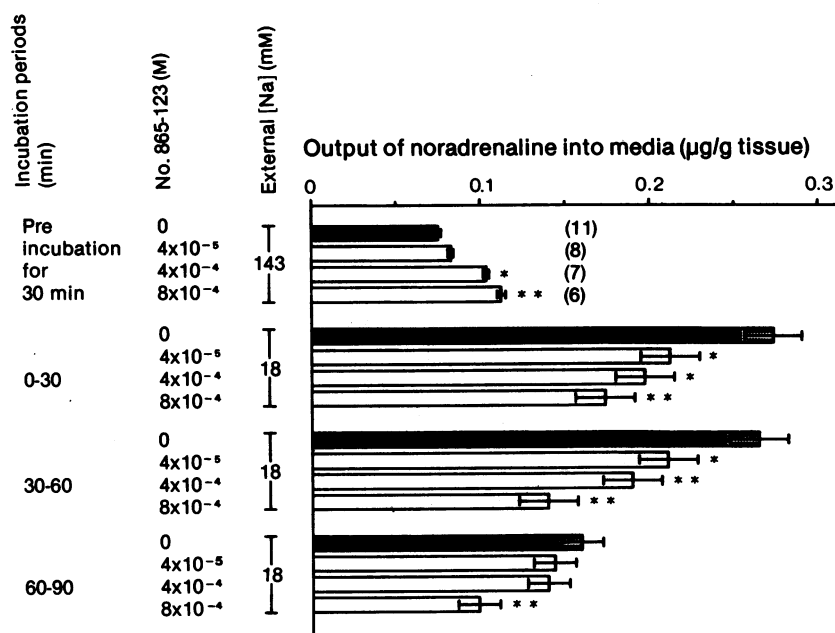 Incubation periods
(min)
No. 865-123 (M)
External [Na] (mM)
Output of noradrenaline into media (µg/g tissue)
0 0.1 0.2 0.3
Pre
incubation
for
30 min
0
4x10⁻⁵
4x10⁻⁴
8x10⁻⁴
143
(11)
(8)
(7) *
(6) * *
0-30
0
4x10⁻⁵ *
4x10⁻⁴ *
8x10⁻⁴ * *
18
30-60
0
4x10⁻⁵ *
4x10⁻⁴ * *
8x10⁻⁴ * *
18
60-90
0
4x10⁻⁵
4x10⁻⁴
8x10⁻⁴ * *
18